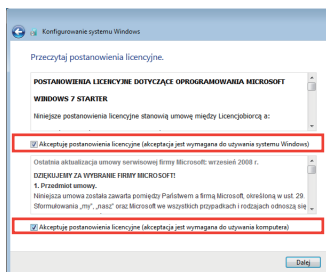 Konfigurowanie systemu Windows
Przeczytaj postanowienia licencyjne.
POSTANOWIENIA LICENCYJNE DOTYCZĄCE OPROGRAMOWANIA MICROSOFT
WINDOWS 7 STARTER
Niniejsze postanowienia licencyjne stanowią umowę między Licencjobiorcą a:
Akceptuję postanowienia licencyjne (akceptacja jest wymagana do używania systemu Windows)
Ostatnia aktualizacja umowy serwisowej firmy Microsoft: wrzesień 2008 r.
DZIĘKUJEMY ZA WYBRANIE FIRMY MICROSOFT!
1. Przedmiot umowy.
Niniejsza umowa została zawarta pomiędzy Państwem a firmą Microsoft, określoną w ust. 29.
Sformułowania „my”, „nasz” oraz Microsoft we wszystkich przypadkach i rodzajach odnoszą się
Akceptuję postanowienia licencyjne (akceptacja jest wymagana do używania komputera)
Dalej